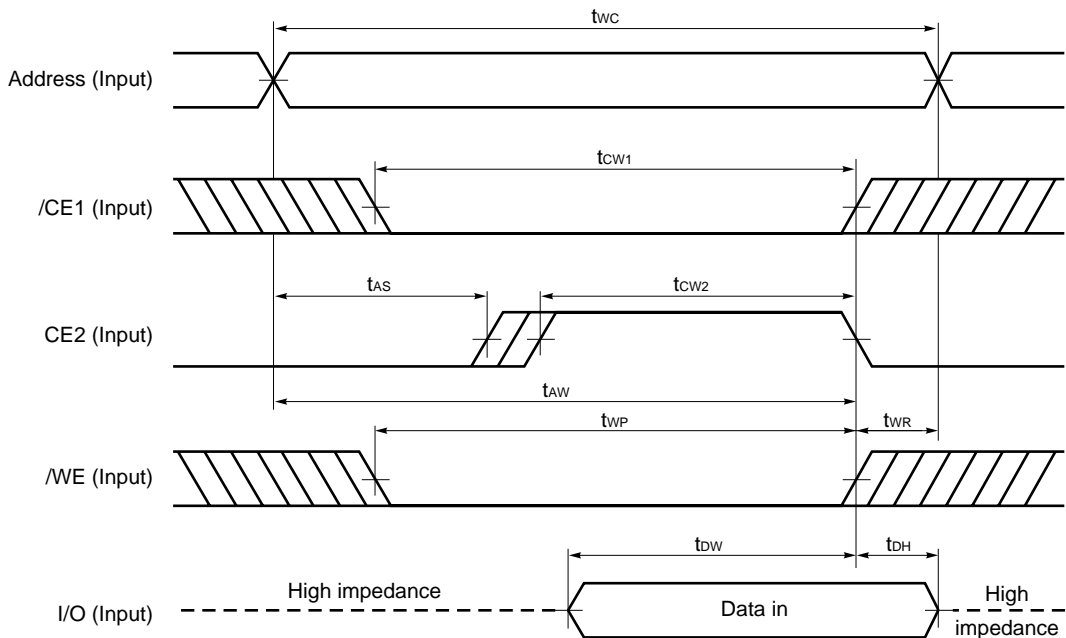 tWC
Address (Input)
tCW1
/CE1 (Input)
tAS
tCW2
CE2 (Input)
tAW
tWP
tWR
/WE (Input)
tDW
tDH
High impedance
I/O (Input)
Data in
High
impedance